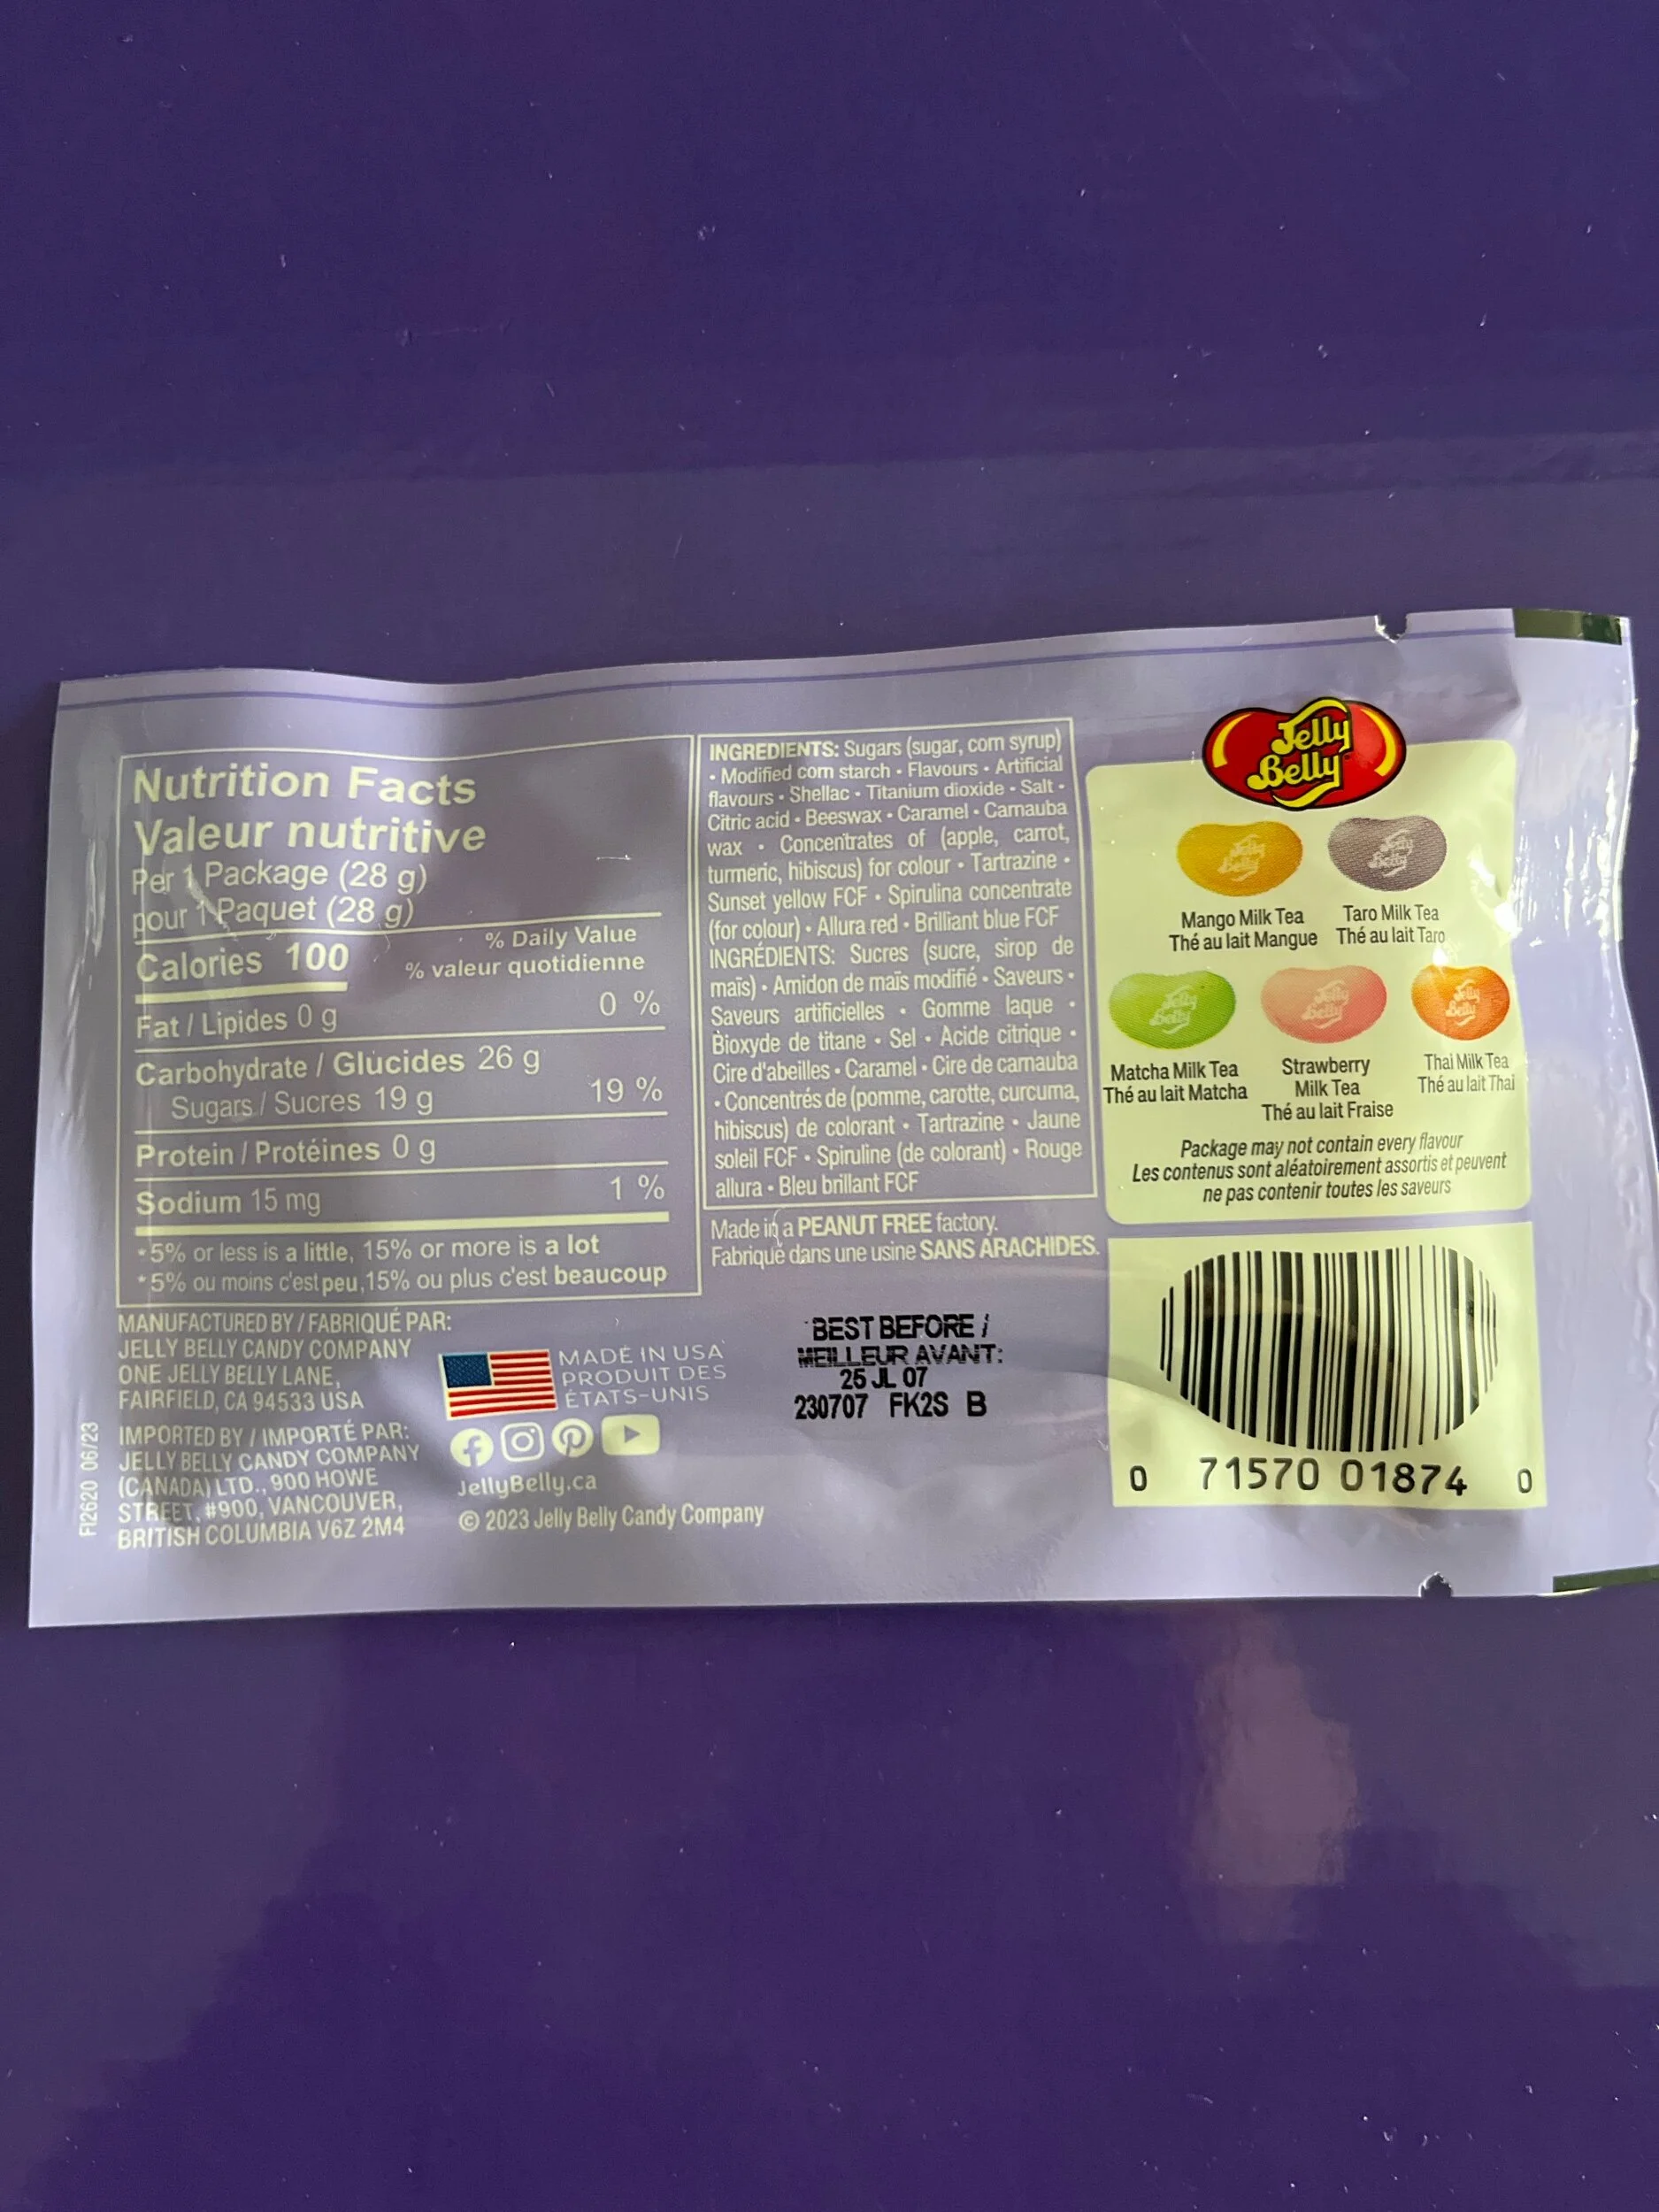 Nutrition Facts
Valeur nutritive
Per 1 Package (28 g)
pour 1 Paquet (28 g)
Calories 100
% Daily Value
% valeur quotidienne
Fat / Lipides 0 g 0 %
Carbohydrate / Glucides 26 g
Sugars / Sucres 19 g 19 %
Protein / Protéines 0 g
Sodium 15 mg 1 %
*5% or less is a little, 15% or more is a lot
*5% ou moins c'est peu, 15% ou plus c'est beaucoup
MANUFACTURED BY / FABRIQUÉ PAR:
JELLY BELLY CANDY COMPANY
ONE JELLY BELLY LANE,
FAIRFIELD, CA 94533 USA
IMPORTED BY / IMPORTÉ PAR:
JELLY BELLY CANDY COMPANY
(CANADA) LTD., 900 HOWE
STREET, #900, VANCOUVER,
BRITISH COLUMBIA V6Z 2M4
FI2620 06/23
MADE IN USA
PRODUIT DES
ÉTATS-UNIS
JellyBelly.ca
© 2023 Jelly Belly Candy Company
INGREDIENTS: Sugars (sugar, corn syrup)
• Modified corn starch • Flavours • Artificial
flavours • Shellac • Titanium dioxide • Salt •
Citric acid • Beeswax • Caramel • Carnauba
wax • Concentrates of (apple, carrot,
turmeric, hibiscus) for colour • Tartrazine •
Sunset yellow FCF • Spirulina concentrate
(for colour) • Allura red • Brilliant blue FCF
INGRÉDIENTS: Sucres (sucre, sirop de
maïs) • Amidon de maïs modifié • Saveurs •
Saveurs artificielles • Gomme laque •
Bioxyde de titane • Sel • Acide citrique •
Cire d'abeilles • Caramel • Cire de carnauba
• Concentrés de (pomme, carotte, curcuma,
hibiscus) de colorant • Tartrazine • Jaune
soleil FCF • Spiruline (de colorant) • Rouge
allura • Bleu brillant FCF
Made in a PEANUT FREE factory.
Fabriqué dans une usine SANS ARACHIDES.
BEST BEFORE /
MEILLEUR AVANT:
25 JL 07
230707 FK2S B
Jelly
Belly
Jelly
Belly
Jelly
Belly
Mango Milk Tea
Thé au lait Mangue
Taro Milk Tea
Thé au lait Taro
Jelly
Belly
Jelly
Belly
Jelly
Belly
Matcha Milk Tea
Thé au lait Matcha
Strawberry
Milk Tea
Thé au lait Fraise
Thai Milk Tea
Thé au lait Thai
Package may not contain every flavour
Les contenus sont aléatoirement assortis et peuvent
ne pas contenir toutes les saveurs
0 71570 01874 0